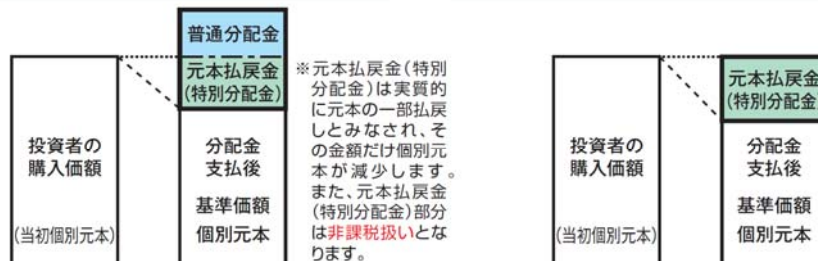 普通分配金
元本払戻金
(特別分配金)
投資者の
購入価額
(当初個別元本)
分配金
支払後
基準価額
個別元本
※元本払戻金(特別
分配金)は実質的
に元本の一部払戻
しとみなされ、そ
の金額だけ個別元
本が減少します。
また、元本払戻金
(特別分配金)部分
は非課税扱いとな
ります。
投資者の
購入価額
(当初個別元本)
元本払戻金
(特別分配金
分配金
支払後
基準価額
個別元本